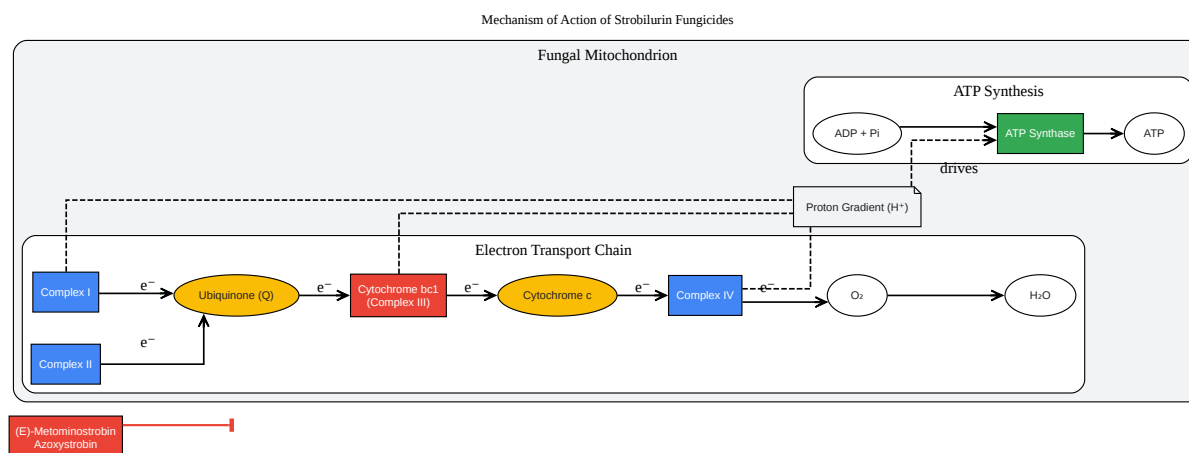 Mechanism of Action of Strobilurin Fungicides
Fungal Mitochondrion
ATP Synthesis
ADP + Pi
ATP Synthase
ATP
drives
Proton Gradient (H⁺)
Electron Transport Chain
Complex I
e⁻
Ubiquinone (Q)
e⁻
Cytochrome bc1
(Complex III)
e⁻
Cytochrome c
e⁻
Complex IV
e⁻
O₂
H₂O
Complex II
e⁻
(E)-Metominostrobin
Azoxystrobin